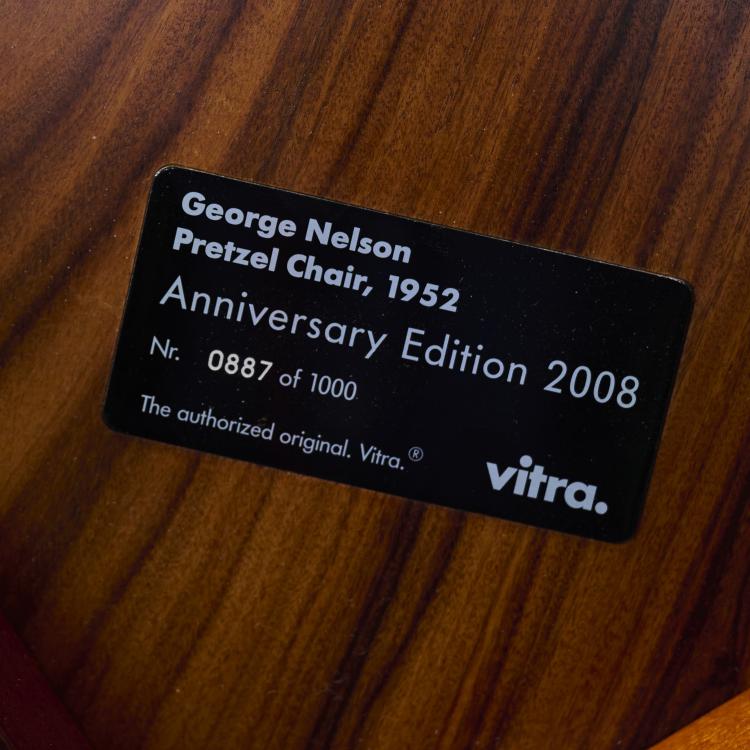 George Nelson
Pretzel Chair, 1952
Anniversary Edition 2008
Nr. 0887 of 1000
The authorized original. Vitra.®
vitra.